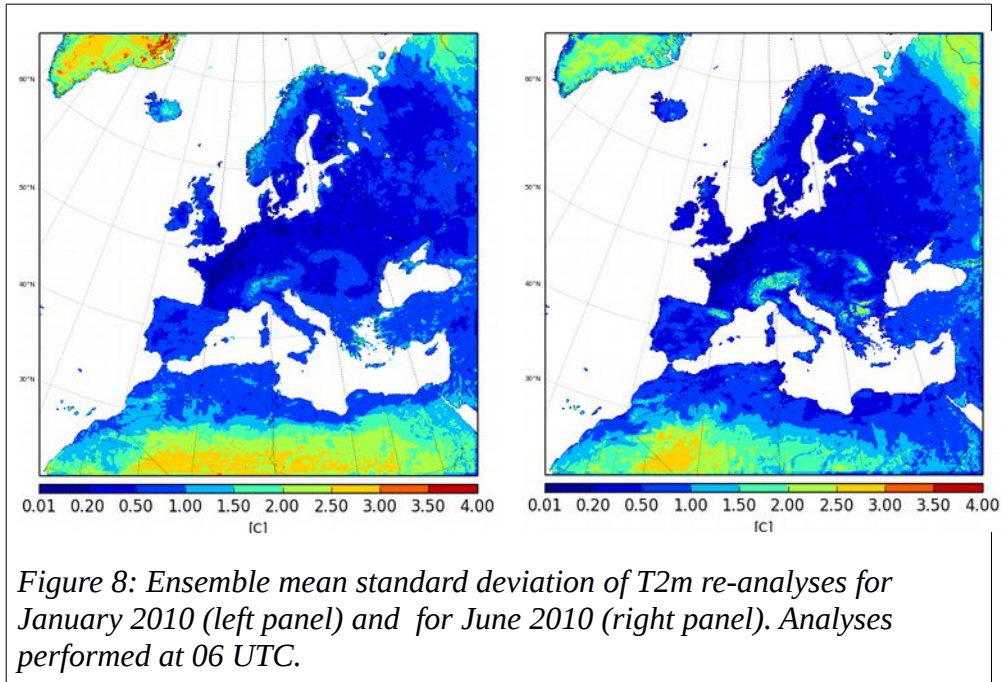 60°N
50°N
40°N
30°N
0.01 0.20 0.50 1.00 1.50 2.00 2.50 3.00 3.50 4.00
[C]
60°N
50°N
40°N
30°N
0.01 0.20 0.50 1.00 1.50 2.00 2.50 3.00 3.50 4.00
[C]
Figure 8: Ensemble mean standard deviation of T2m re-analyses for
January 2010 (left panel) and for June 2010 (right panel). Analyses
performed at 06 UTC.